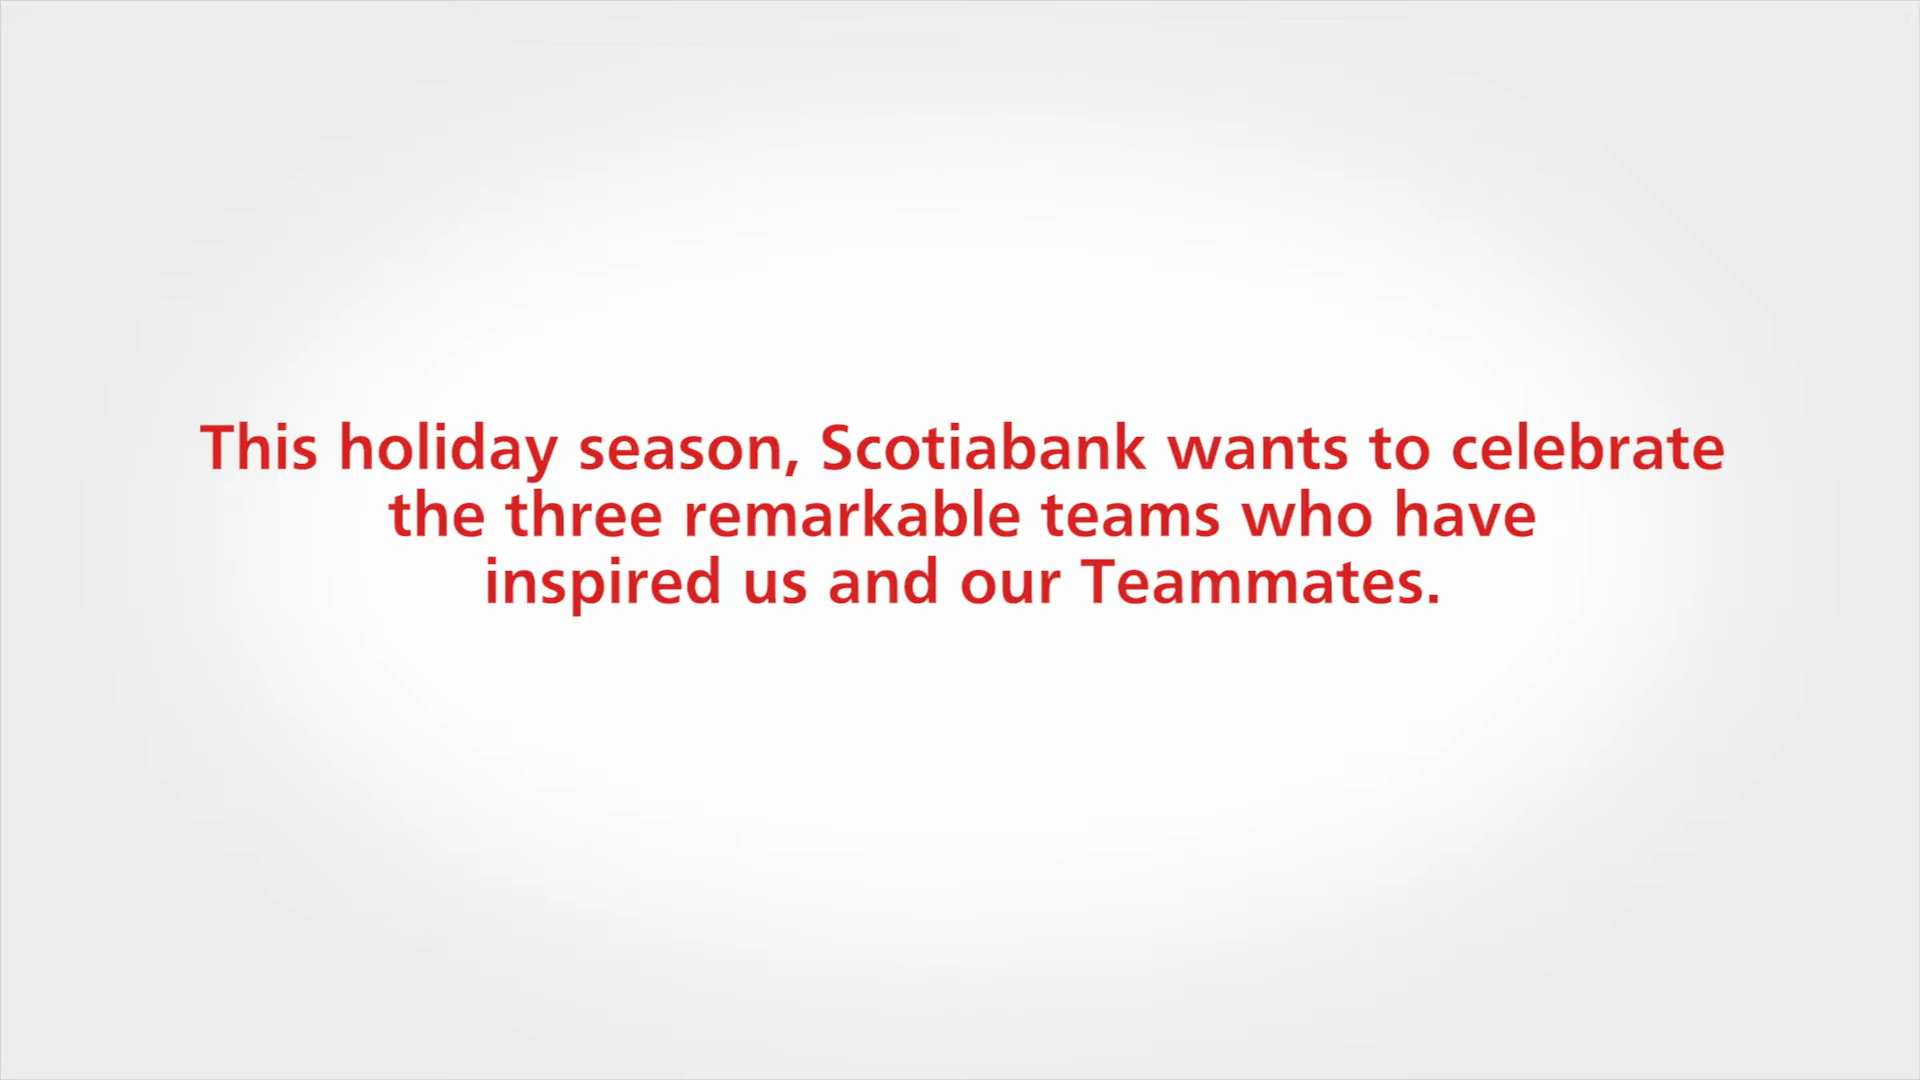 This holiday season, Scotiabank wants to celebrate
the three remarkable teams who have
inspired us and our Teammates.